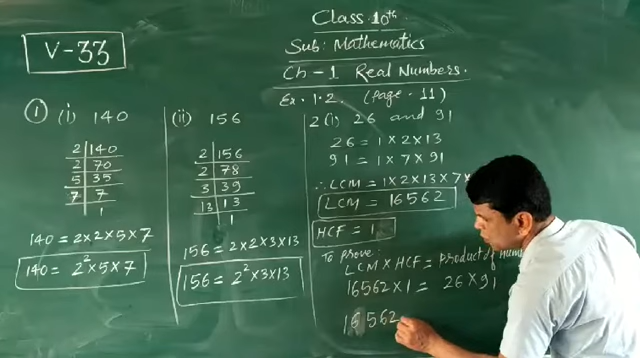 V-33
Class 10th
Sub: Mathematics
Ch-1 Real Numbers.
Ex. 1.2. (Page - 11)
① (i) 140
2 | 140
2 | 70
5 | 35
7 | 7
1
140 = 2×2×5×7
140 = 2²×5×7
(ii) 156
2 | 156
2 | 78
3 | 39
13 | 13
1
156 = 2×2×3×13
156 = 2²×3×13
2(i) 26 and 91
26 = 1×2×13
91 = 1×7×91
∴ LCM = 1×2×13×7×
LCM = 16562
HCF = 1
To prove:
LCM × HCF = Product of
16562×1 = 26×91
16562